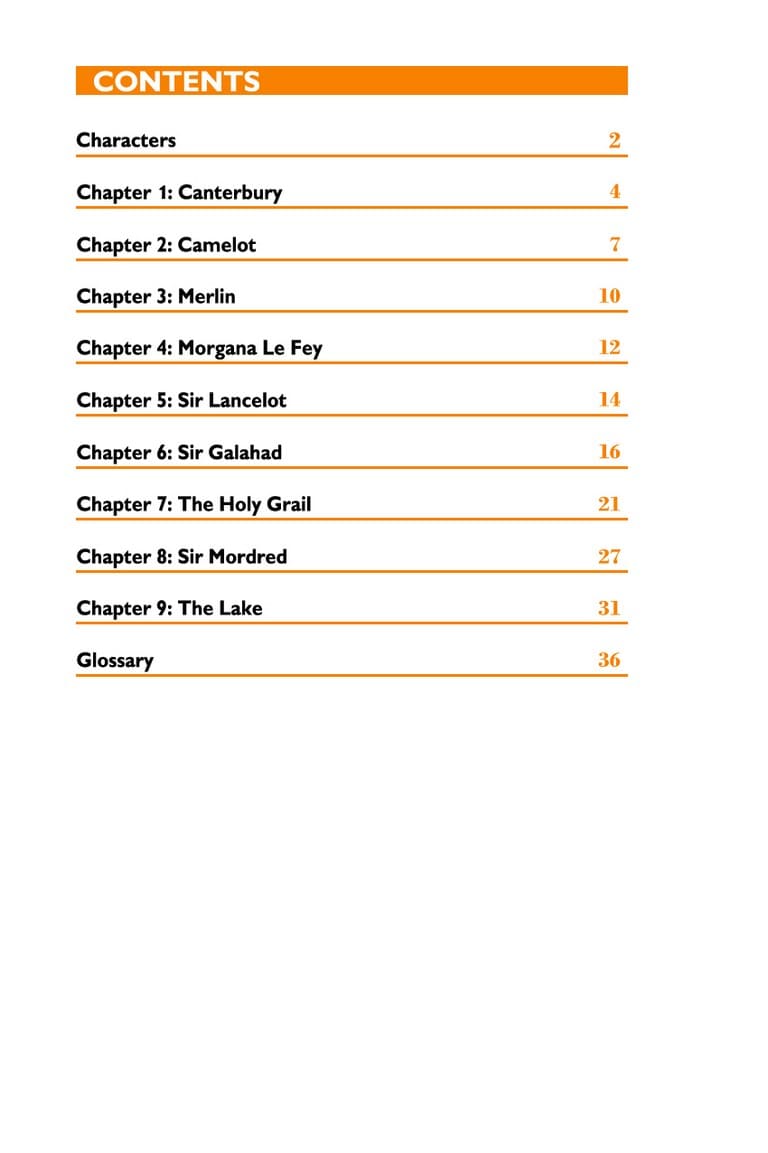 CONTENTS
Characters 2
Chapter 1: Canterbury 4
Chapter 2: Camelot 7
Chapter 3: Merlin 10
Chapter 4: Morgana Le Fey 12
Chapter 5: Sir Lancelot 14
Chapter 6: Sir Galahad 16
Chapter 7: The Holy Grail 21
Chapter 8: Sir Mordred 27
Chapter 9: The Lake 31
Glossary 36